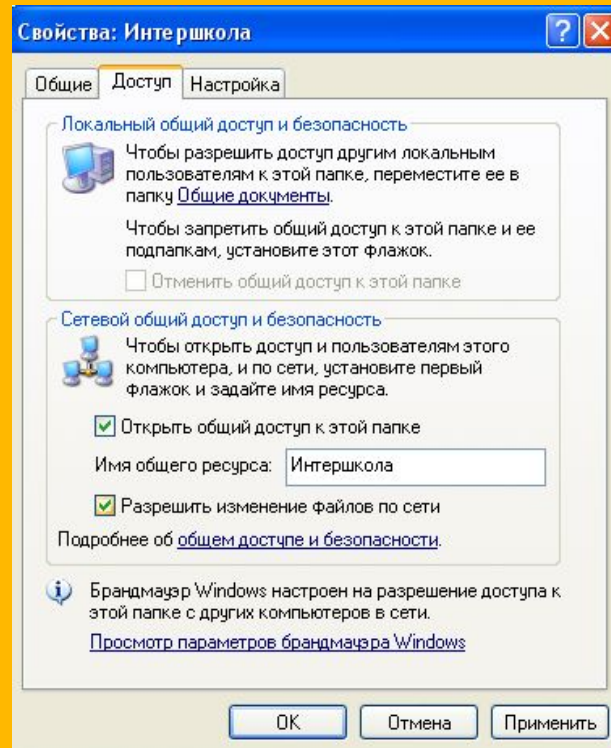 Свойства: Интершкола
Общие Доступ Настройка
Локальный общий доступ и безопасность
Чтобы разрешить доступ другим локальным
пользователям к этой папке, переместите ее в
папку Общие документы.
Чтобы запретить общий доступ к этой папке и ее
подпапкам, установите этот флажок.
Отменить общий доступ к этой папке
Сетевой общий доступ и безопасность
Чтобы открыть доступ и пользователям этого
компьютера, и по сети, установите первый
флажок и задайте имя ресурса.
Открыть общий доступ к этой папке
Имя общего ресурса: Интершкола
Разрешить изменение файлов по сети
Подробнее об общем доступе и безопасности.
Брандмауэр Windows настроен на разрешение доступа к
этой папке с других компьютеров в сети.
Просмотр параметров брандмауэра Windows
OK Отмена Применить